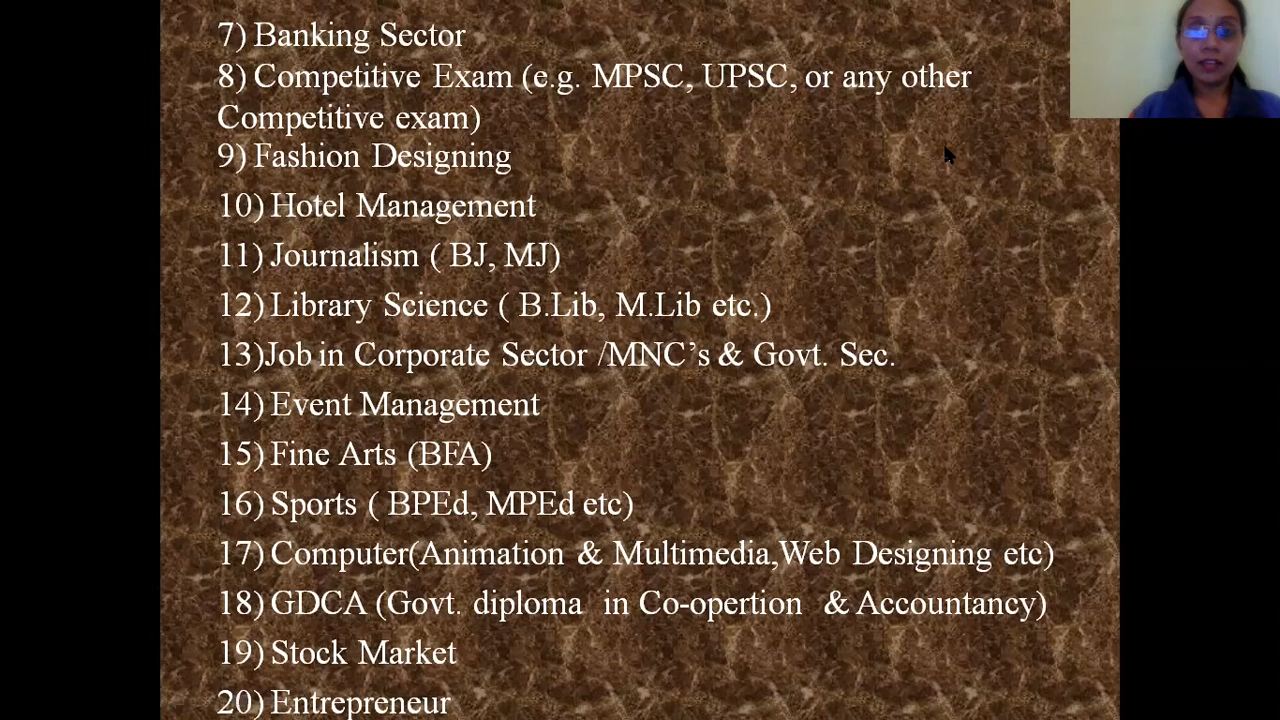 7) Banking Sector
8) Competitive Exam (e.g. MPSC, UPSC, or any other
Competitive exam)
9) Fashion Designing
10) Hotel Management
11) Journalism ( BJ, MJ)
12) Library Science ( B.Lib, M.Lib etc.)
13)Job in Corporate Sector /MNC’s & Govt. Sec.
14) Event Management
15) Fine Arts (BFA)
16) Sports ( BPEd, MPEd etc)
17) Computer(Animation & Multimedia,Web Designing etc)
18) GDCA (Govt. diploma in Co-opertion & Accountancy)
19) Stock Market
20) Entrepreneur